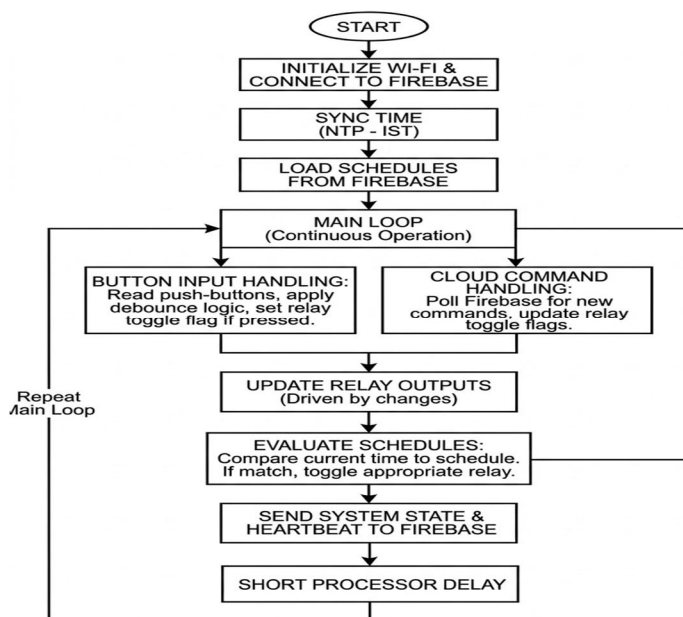 START
INITIALIZE WI-FI &
CONNECT TO FIREBASE
SYNC TIME
(NTP - IST)
LOAD SCHEDULES
FROM FIREBASE
MAIN LOOP
(Continuous Operation)
BUTTON INPUT HANDLING:
Read push-buttons, apply
debounce logic, set relay
toggle flag if pressed.
CLOUD COMMAND
HANDLING:
Poll Firebase for new
commands, update relay
toggle flags.
Repeat
Main Loop
UPDATE RELAY OUTPUTS
(Driven by changes)
EVALUATE SCHEDULES:
Compare current time to schedule.
If match, toggle appropriate relay.
SEND SYSTEM STATE &
HEARTBEAT TO FIREBASE
SHORT PROCESSOR DELAY